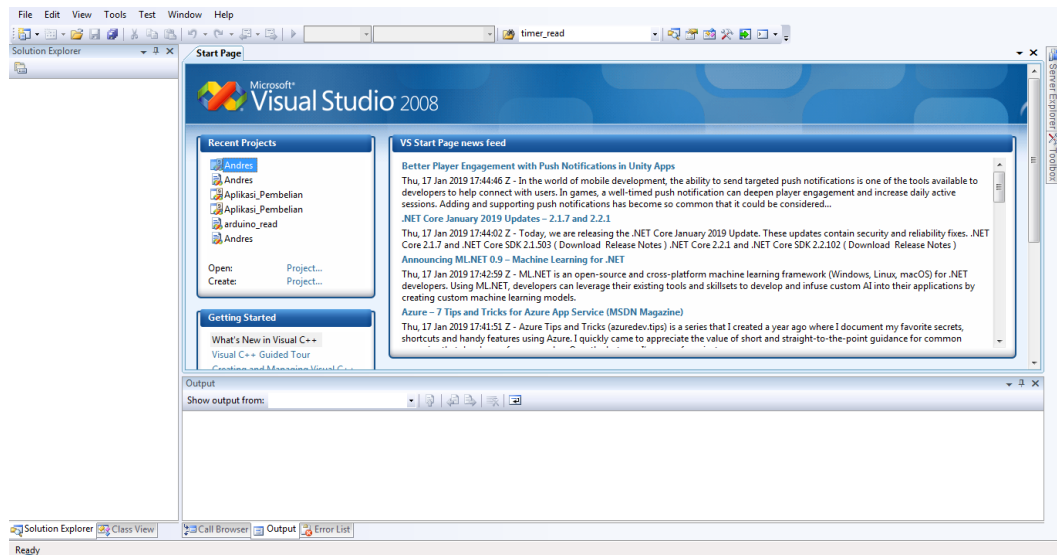 File Edit View Tools Test Window Help
timer_read
Solution Explorer
Start Page
Microsoft®
Visual Studio® 2008
Recent Projects
Andres
Andres
Aplikasi_Pembelian
Aplikasi_Pembelian
arduino_read
Andres
Open: Project...
Create: Project...
Getting Started
What's New in Visual C++
Visual C++ Guided Tour
Creating and Managing Visual C++
VS Start Page news feed
Better Player Engagement with Push Notifications in Unity Apps
Thu, 17 Jan 2019 17:44:46 Z - In the world of mobile development, the ability to send targeted push notifications is one of the tools available to
developers to help connect with users. In games, a well-timed push notification can deepen player engagement and increase daily active
sessions. Adding and supporting push notifications has become so common that it could be considered...
.NET Core January 2019 Updates – 2.1.7 and 2.2.1
Thu, 17 Jan 2019 17:44:02 Z - Today, we are releasing the .NET Core January 2019 Update. These updates contain security and reliability fixes. .NET
Core 2.1.7 and .NET Core SDK 2.1.503 ( Download Release Notes ) .NET Core 2.2.1 and .NET Core SDK 2.2.102 ( Download Release Notes )
Announcing ML.NET 0.9 – Machine Learning for .NET
Thu, 17 Jan 2019 17:42:59 Z - ML.NET is an open-source and cross-platform machine learning framework (Windows, Linux, macOS) for .NET
developers. Using ML.NET, developers can leverage their existing tools and skillsets to develop and infuse custom AI into their applications by
creating custom machine learning models.
Azure – 7 Tips and Tricks for Azure App Service (MSDN Magazine)
Thu, 17 Jan 2019 17:41:51 Z - Azure Tips and Tricks (azuredev.tips) is a series that I created a year ago where I document my favorite secrets,
shortcuts and handy features using Azure. I quickly came to appreciate the value of short and straight-to-the-point guidance for common
Server Explorer
Toolbox
Output
Show output from:
Solution Explorer Class View
Call Browser Output Error List
Ready